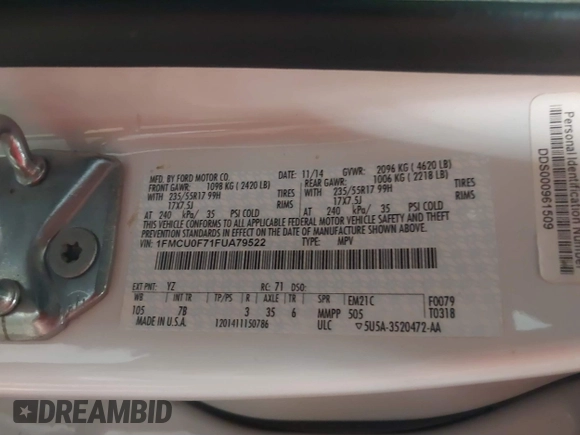 MFD. BY FORD MOTOR CO.
DATE: 11/14 GVWR: 2096 KG ( 4620 LB)
FRONT GAWR: 1098 KG ( 2420 LB) REAR GAWR: 1006 KG ( 2218 LB)
WITH 235/55R17 99H TIRES WITH 235/55R17 99H TIRES
17X7.5J RIMS 17X7.5J RIMS
AT 240 kPa/ 35 PSI COLD AT 240 kPa/ 35 PSI COLD
THIS VEHICLE CONFORMS TO ALL APPLICABLE FEDERAL MOTOR VEHICLE SAFETY AND THEFT
PREVENTION STANDARDS IN EFFECT ON THE DATE OF MANUFACTURE SHOWN ABOVE.
VIN: 1FMCU0F71FUA79522 TYPE: MPV
EXT PNT: YZ RC: 71 DSO:
WB INT TR TP/PS R AX TR SPR EM21C F0079
105 7B 3 35 6 MMPP 505 T0318
MADE IN U.S.A. 1201411150786 ULC 5U5A-3520472-AA
DDS000961509
DREAMBID